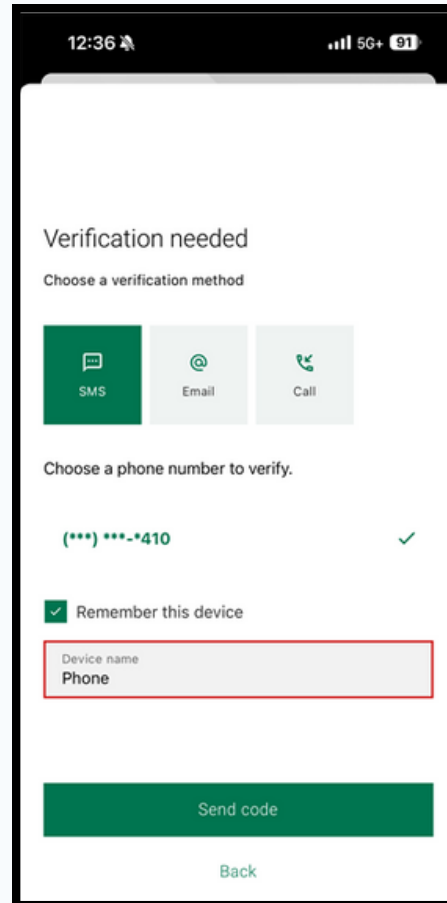 12:36
5G+ 91
Verification needed
Choose a verification method
SMS
Email
Call
Choose a phone number to verify.
(***) ***-*410
Remember this device
Device name
Phone
Send code
Back